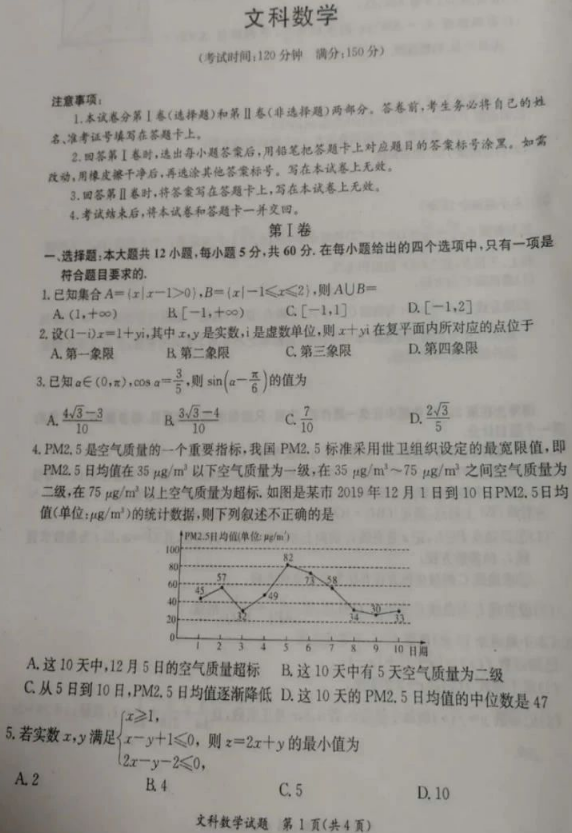 文科数学
(考试时间:120分钟 满分:150分)
注意事项:
1.本试卷分第Ⅰ卷(选择题)和第Ⅱ卷(非选择题)两部分。答卷前,考生务必将自己的姓
名、准考证号填写在答题卡上。
2.回答第Ⅰ卷时,选出每小题答案后,用铅笔把答题卡上对应题目的答案标号涂黑。如需
改动,用橡皮擦干净后,再选涂其他答案标号。写在本试卷上无效。
3.回答第Ⅱ卷时,将答案写在答题卡上,写在本试卷上无效。
4.考试结束后,将本试卷和答题卡一并交回。
第Ⅰ卷
一、选择题:本大题共12小题,每小题5分,共60分.在每小题给出的四个选项中,只有一项是
符合题目要求的.
1.已知集合A={x|x-1>0},B={x|-1≤x≤2},则A∪B=
A.(1,+∞) B.[-1,+∞) C.[-1,1] D.[-1,2]
2.设(1-i)x=1+yi,其中x,y是实数,i是虚数单位,则x+yi在复平面内所对应的点位于
A.第一象限 B.第二象限 C.第三象限 D.第四象限
3.已知α∈(0,π),cos α=3/5,则sin(α-π/6)的值为
A.(4√3-3)/10 B.(3√3-4)/10 C.7/10 D.2√3/5
4.PM2.5是空气质量的一个重要指标,我国PM2.5标准采用世卫组织设定的最宽限值,即
PM2.5日均值在35 μg/m³以下空气质量为一级,在35 μg/m³~75 μg/m³之间空气质量为
二级,在75 μg/m³以上空气质量为超标.如图是某市2019年12月1日到10日PM2.5日均
值(单位:μg/m³)的统计数据,则下列叙述不正确的是
PM2.5日均值(单位:μg/m³)
100
80
60
40
20
0
45 57 32 49 82 73 58 34 30 33
1 2 3 4 5 6 7 8 9 10 日期
A.这10天中,12月5日的空气质量超标 B.这10天中有5天空气质量为二级
C.从5日到10日,PM2.5日均值逐渐降低 D.这10天的PM2.5日均值的中位数是47
5.若实数x,y满足{x≥1, x-y+1≤0, 2x-y-2≤0,则z=2x+y的最小值为
A.2 B.4 C.5 D.10
文科数学试题 第1页(共4页)